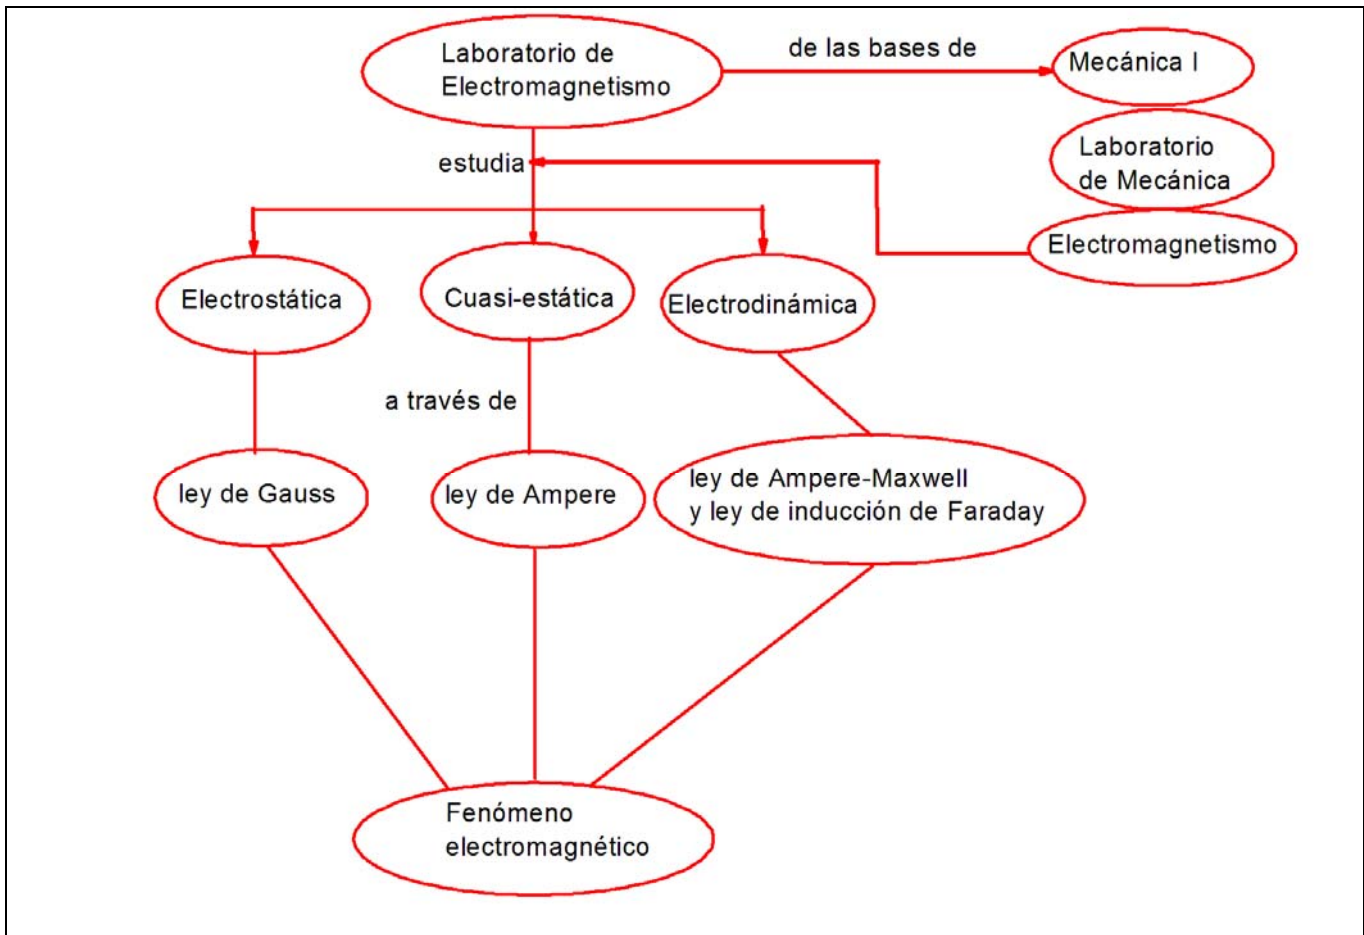 Laboratorio de
Electromagnetismo
de las bases de
Mecánica I
Laboratorio
de Mecánica
Electromagnetismo
estudia
Electrostática
Cuasi-estática
Electrodinámica
a través de
ley de Gauss
ley de Ampere
ley de Ampere-Maxwell
y ley de inducción de Faraday
Fenómeno
electromagnético